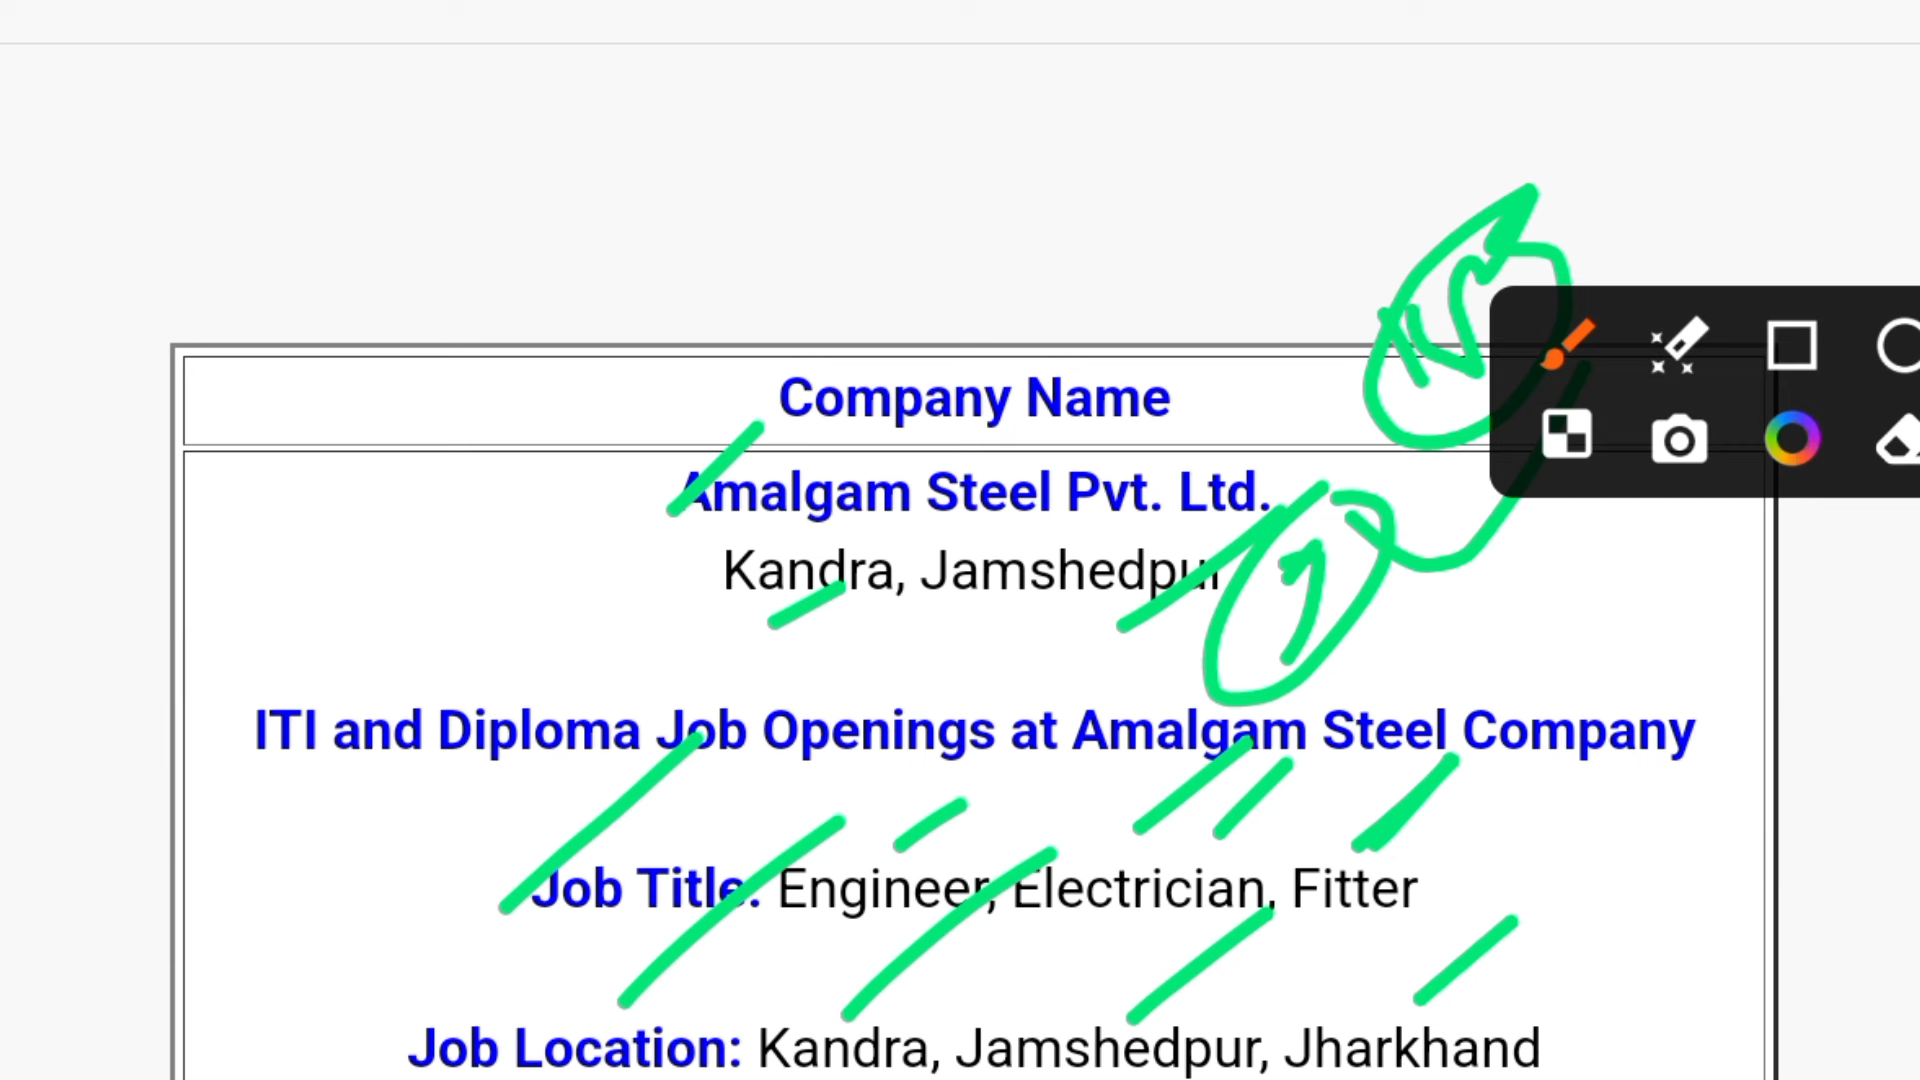 Company Name
Amalgam Steel Pvt. Ltd.
Kandra, Jamshedpur
ITI and Diploma Job Openings at Amalgam Steel Company
Job Title: Engineer, Electrician, Fitter
Job Location: Kandra, Jamshedpur, Jharkhand